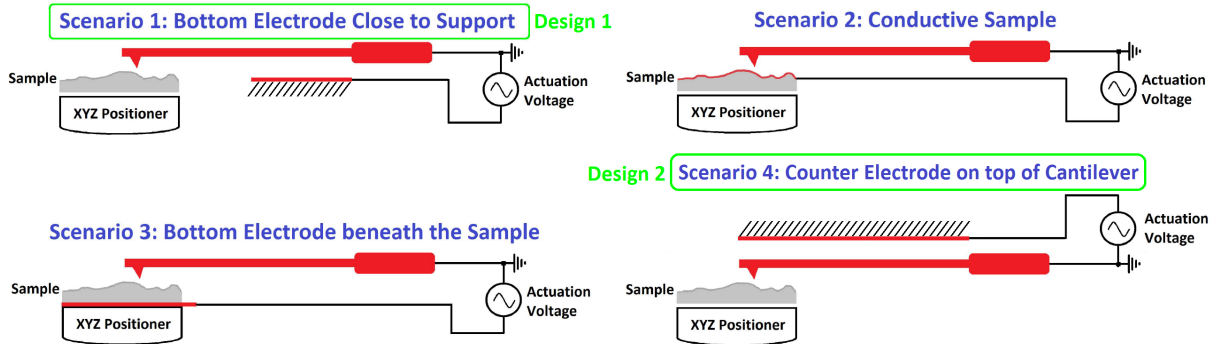 Scenario 1: Bottom Electrode Close to Support
Design 1
Sample
XYZ Positioner
Actuation
Voltage
Scenario 2: Conductive Sample
Sample
XYZ Positioner
Actuation
Voltage
Scenario 3: Bottom Electrode beneath the Sample
Sample
XYZ Positioner
Actuation
Voltage
Design 2
Scenario 4: Counter Electrode on top of Cantilever
Actuation
Voltage
Sample
XYZ Positioner